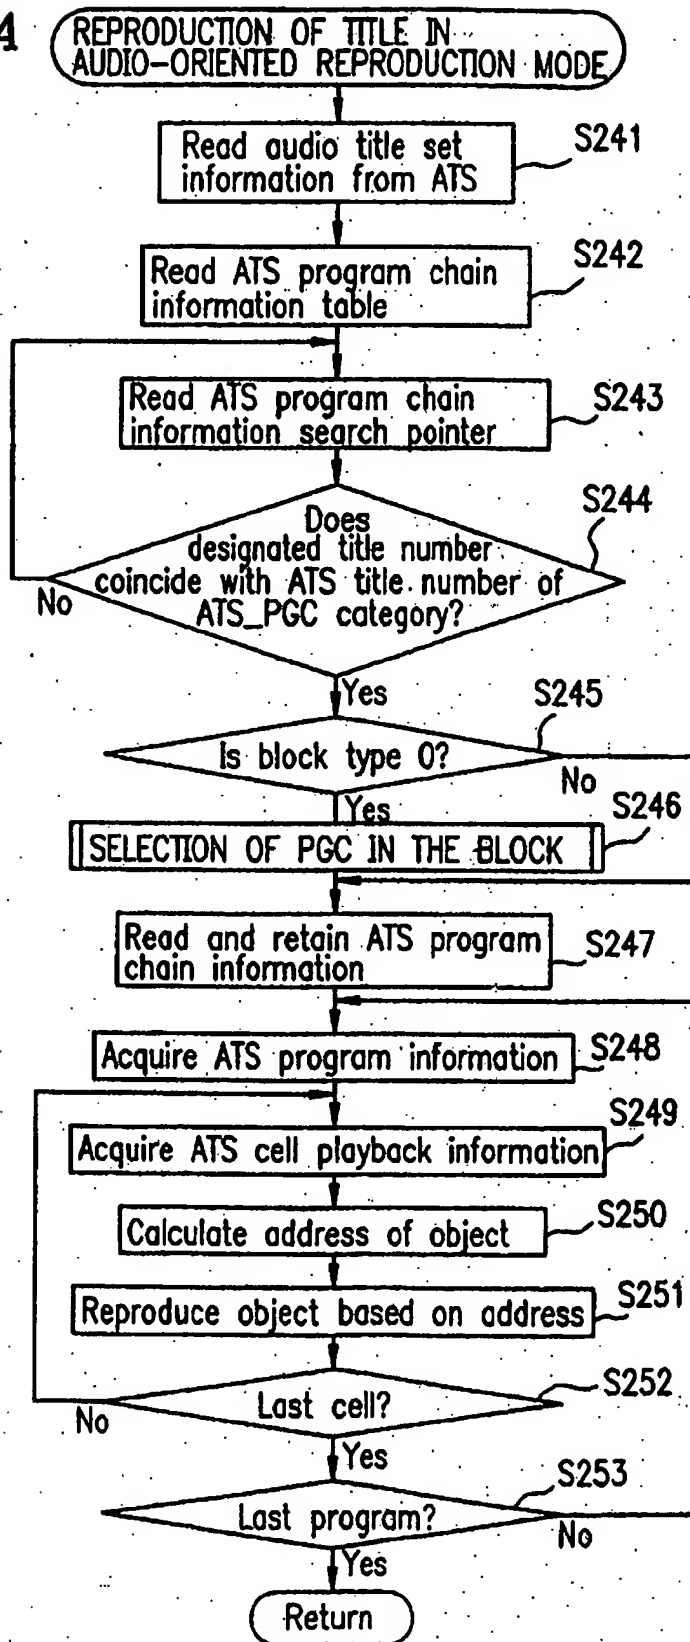 4
REPRODUCTION OF TITLE IN
AUDIO-ORIENTED REPRODUCTION MODE
Read audio title set
information from ATS
S241
Read ATS program chain
information table
S242
Read ATS program chain
information search pointer
S243
Does
designated title number
coincide with ATS title number of
ATS_PGC category?
S244
No
Yes
Is block type 0?
S245
No
Yes
SELECTION OF PGC IN THE BLOCK
S246
Read and retain ATS program
chain information
S247
Acquire ATS program information
S248
Acquire ATS cell playback information
S249
Calculate address of object
S250
Reproduce object based on address
S251
Last cell?
S252
No
Yes
Last program?
S253
No
Yes
Return